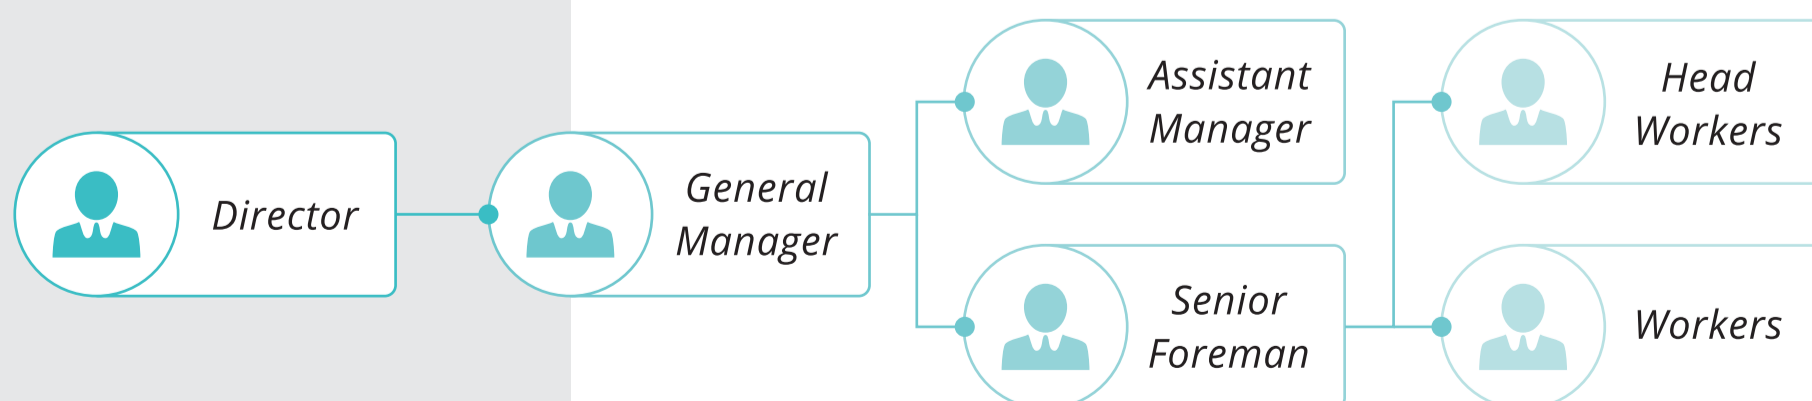 Director
General
Manager
Assistant
Manager
Senior
Foreman
Head
Workers
Workers